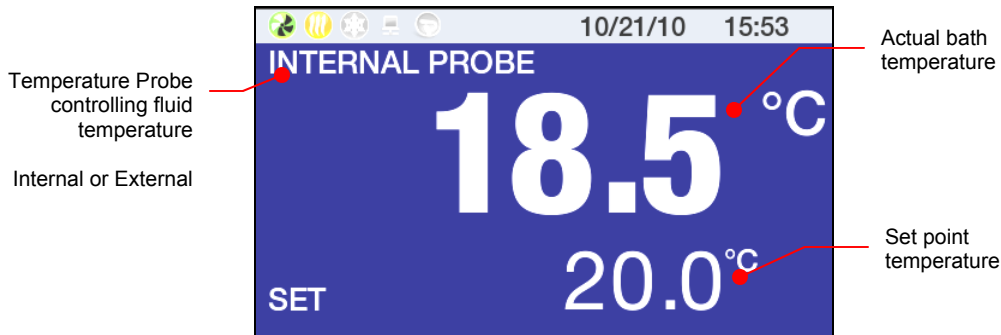 10/21/10 15:53
INTERNAL PROBE
18.5 °C
20.0 °C
SET
Temperature Probe
controlling fluid
temperature
Internal or External
Actual bath
temperature
Set point
temperature